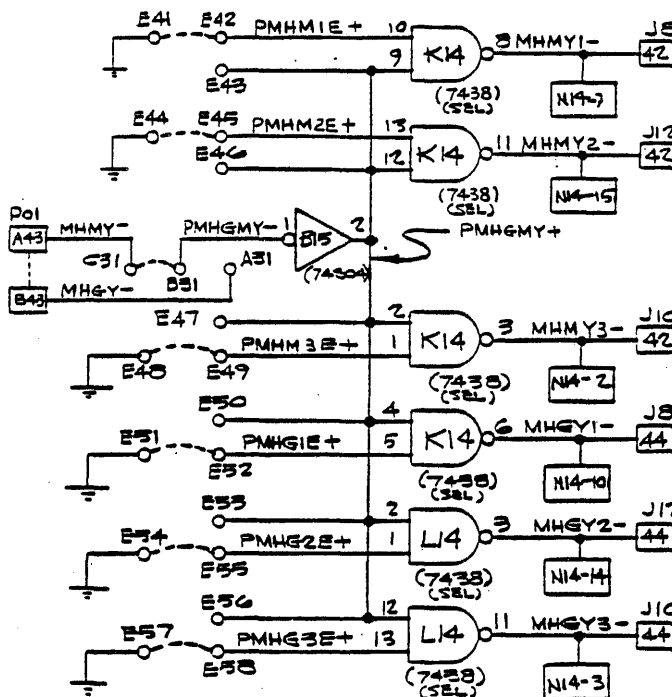 E41 E42 PMHM1E+ 10 K14 8 MHMY1- J8
9 42
E43 (7438) N14-7
(SEL)
E44 E45 PMHM2E+ 13 K14 11 MHMY2- J12
E46 12 42
(7438) N14-15
(SEL)
P01
A43 MHMY- PMHGMY- 1 B15 2 PMHGMY+
C31 B31 A31 (74S04)
B43 MHGY-
E47 2 K14 3 MHMY3- J10
PMHM3E+ 1 42
E48 E49 (7438) N14-2
(SEL)
E50 4 K14 6 MHGY1- J8
E51 PMHG1E+ 5 44
E52 (7438) N14-10
(SEL)
E53 2 L14 3 MHGY2- J12
E54 PMHG2E+ 1 44
E55 (7438) N14-14
(SEL)
E56 12 L14 11 MHGY3- J10
E57 PMHG3E+ 13 44
E58 (7438) N14-3
(SEL)